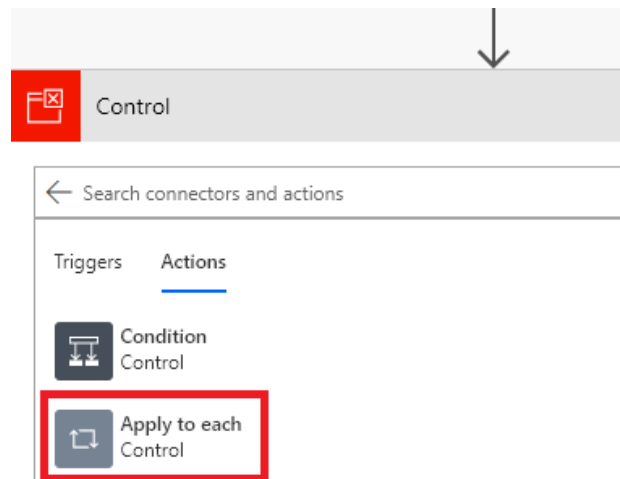 Control
Search connectors and actions
Triggers Actions
Condition
Control
Apply to each
Control